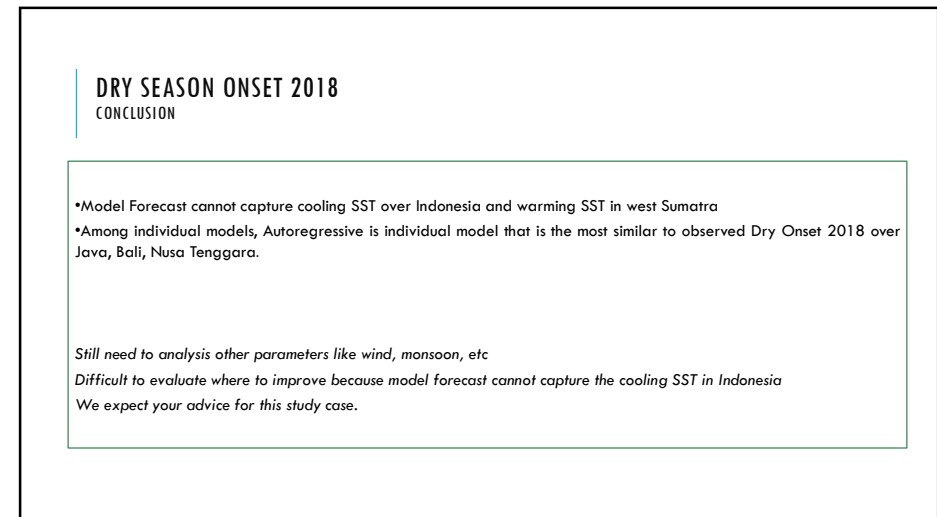 DRY SEASON ONSET 2018
CONCLUSION
•Model Forecast cannot capture cooling SST over Indonesia and warming SST in west Sumatra
•Among individual models, Autoregressive is individual model that is the most similar to observed Dry Onset 2018 over
Java, Bali, Nusa Tenggara.
Still need to analysis other parameters like wind, monsoon, etc
Difficult to evaluate where to improve because model forecast cannot capture the cooling SST in Indonesia
We expect your advice for this study case.